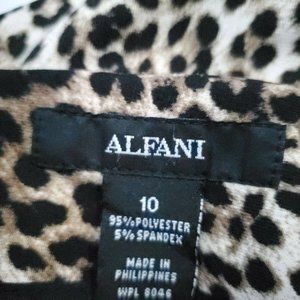 ALFANI
10
95% POLYESTER
5% SPANDEX
MADE IN
PHILIPPINES
WPL 8046